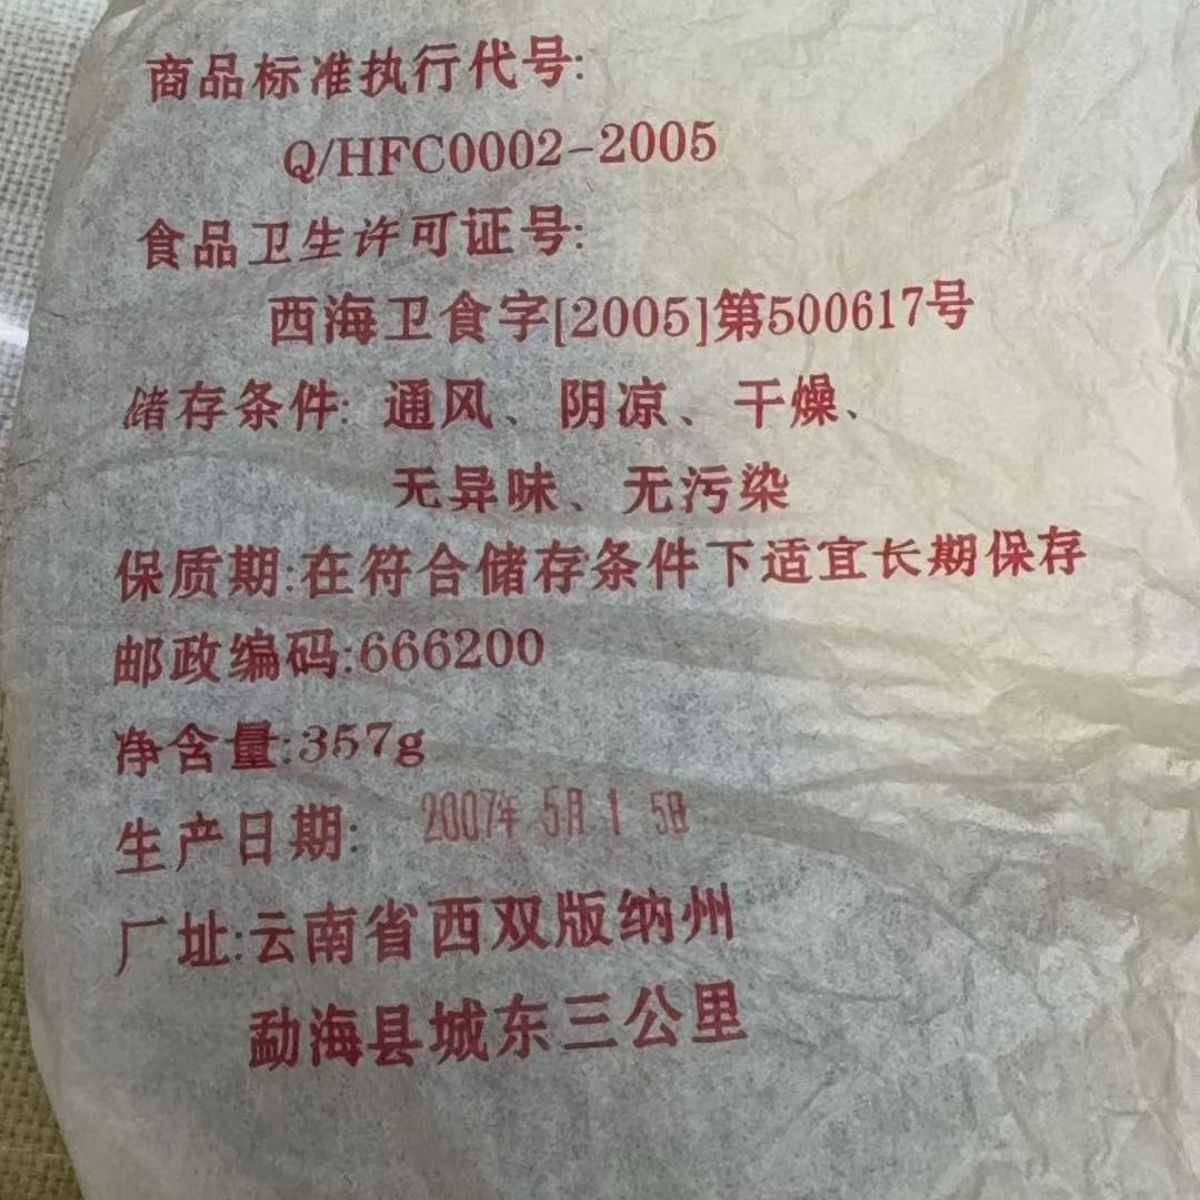 商品标准执行代号:
Q/HFC0002-2005
食品卫生许可证号:
西海卫食字[2005]第500617号
储存条件: 通风、阴凉、干燥、
无异味、无污染
保质期:在符合储存条件下适宜长期保存
邮政编码:666200
净含量:357g
生产日期: 2007年 5月 1 5日
厂址:云南省西双版纳州
勐海县城东三公里